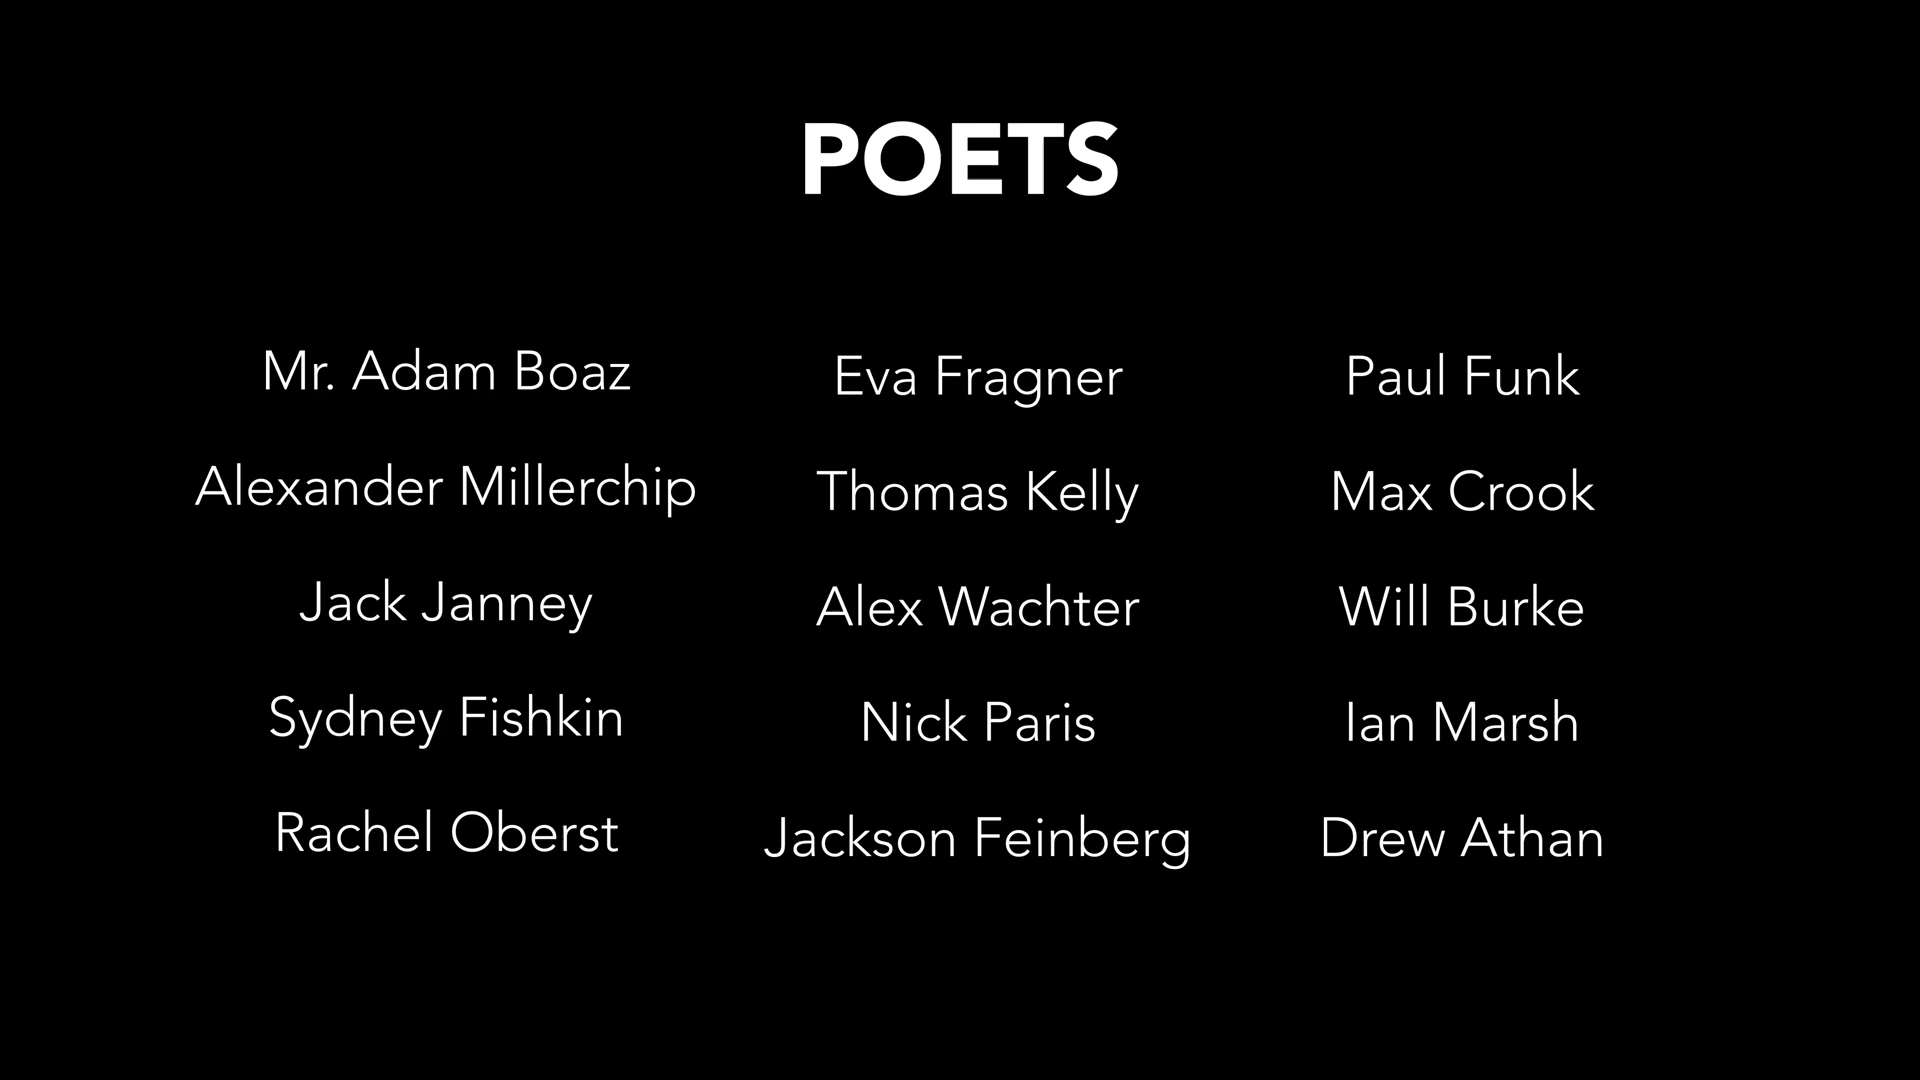 POETS
Mr. Adam Boaz
Alexander Millerchip
Jack Janney
Sydney Fishkin
Rachel Oberst
Eva Fragner
Thomas Kelly
Alex Wachter
Nick Paris
Jackson Feinberg
Paul Funk
Max Crook
Will Burke
Ian Marsh
Drew Athan